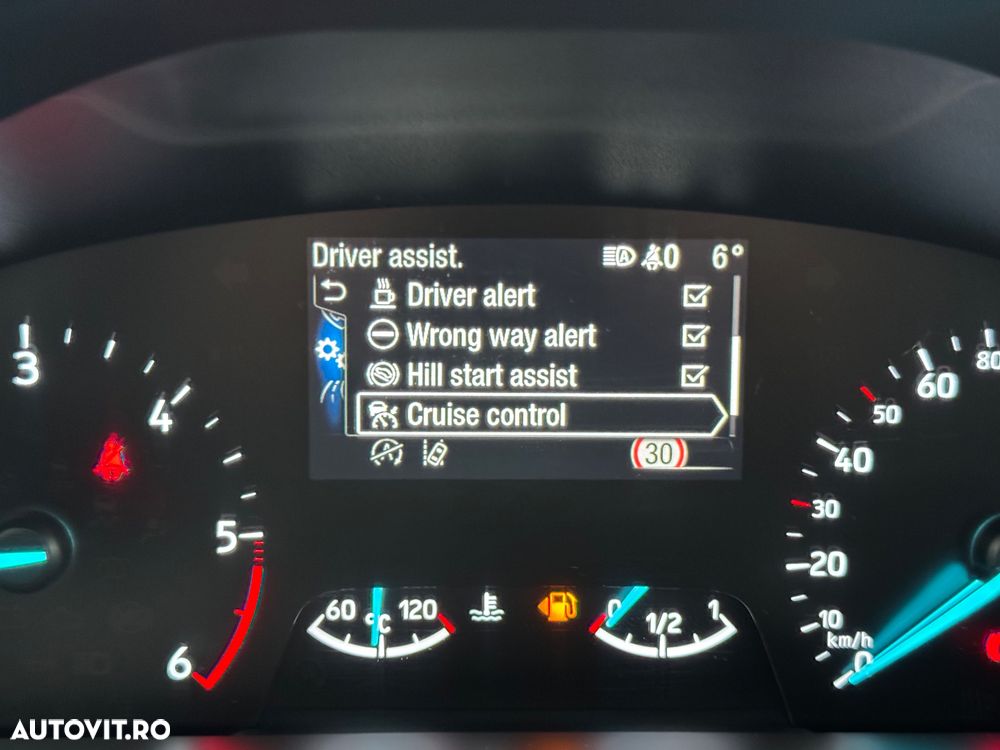 Driver assist.
A 0 6°
Driver alert
Wrong way alert
Hill start assist
Cruise control
A 30
3
4
5
6
60 120
°C
0 1/2 1
0
10
20
30
40
50
60
80
km/h
AUTOVIT.RO